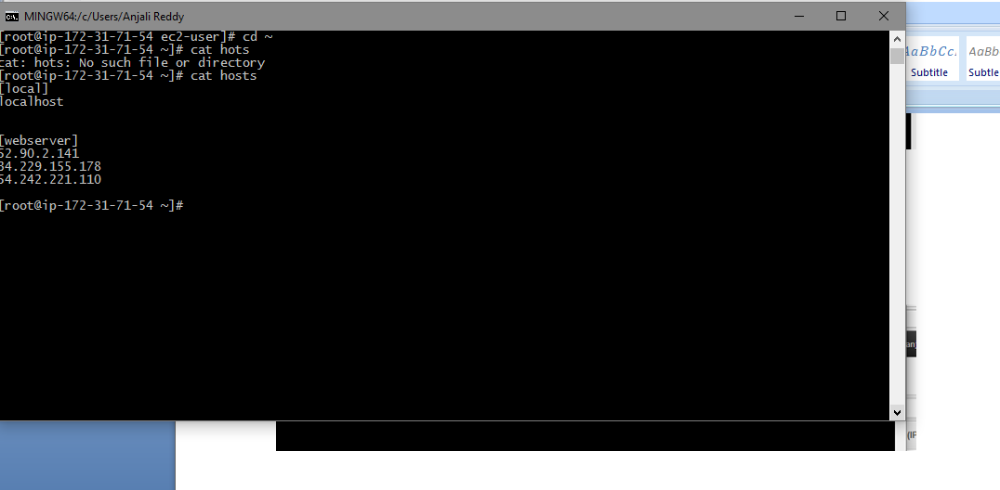 MINGW64:/c/Users/Anjali Reddy
[root@ip-172-31-71-54 ec2-user]# cd ~
[root@ip-172-31-71-54 ~]# cat hots
cat: hots: No such file or directory
[root@ip-172-31-71-54 ~]# cat hosts
[local]
localhost
[webserver]
52.90.2.141
34.229.155.178
54.242.221.110
[root@ip-172-31-71-54 ~]#
AaBbCc. AaBb
Subtitle Subtle
(IP